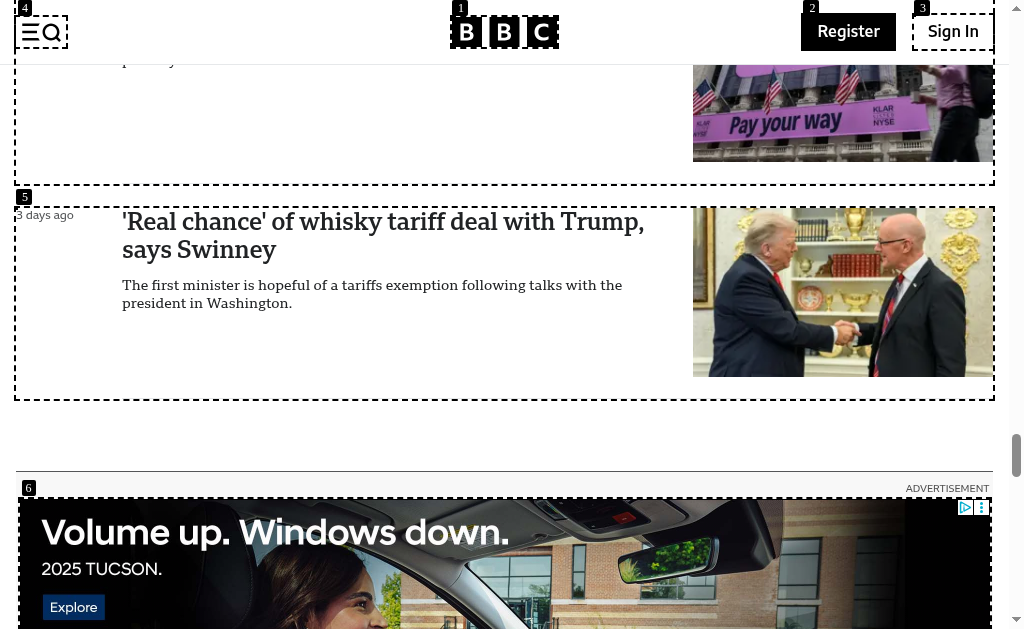 4
1
2
3
BBC
Register
Sign In
Pay your way
KLAR
NYSE
5
3 days ago
'Real chance' of whisky tariff deal with Trump,
says Swinney
The first minister is hopeful of a tariffs exemption following talks with the
president in Washington.
6
ADVERTISEMENT
Volume up. Windows down.
2025 TUCSON.
Explore